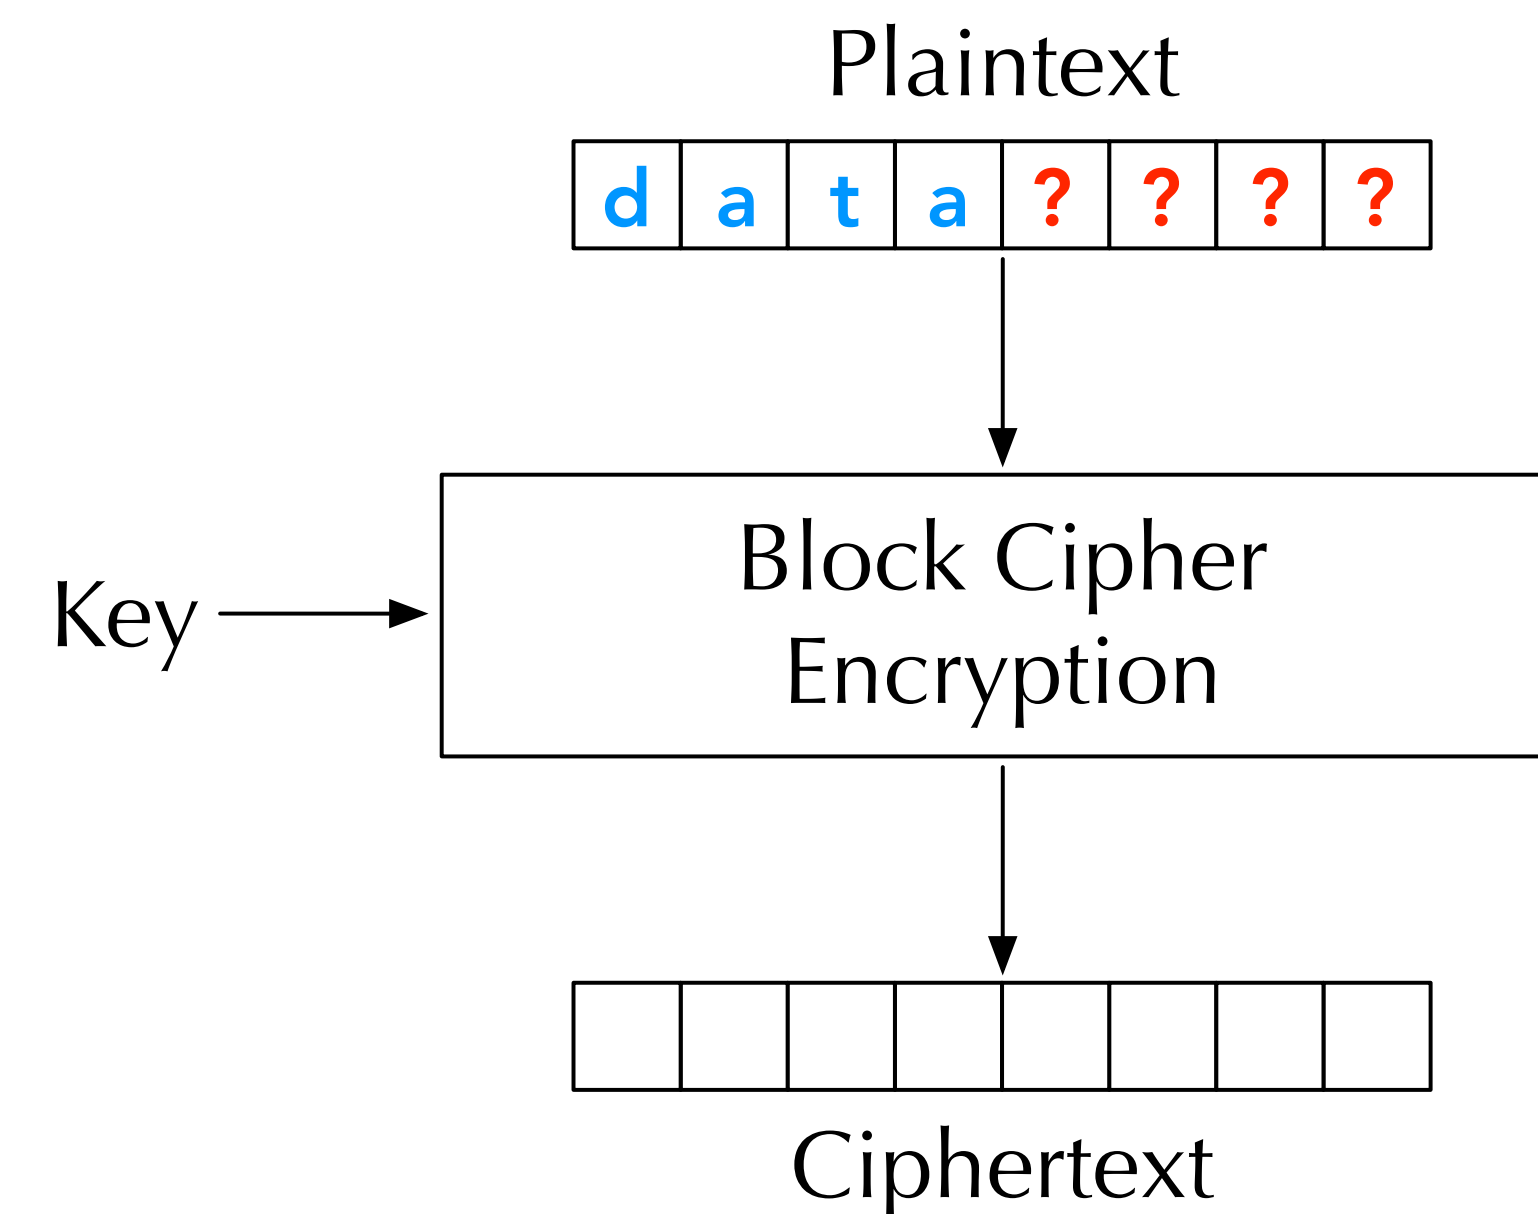 Plaintext
d a t a ? ? ? ?
Key
Block Cipher
Encryption
Ciphertext